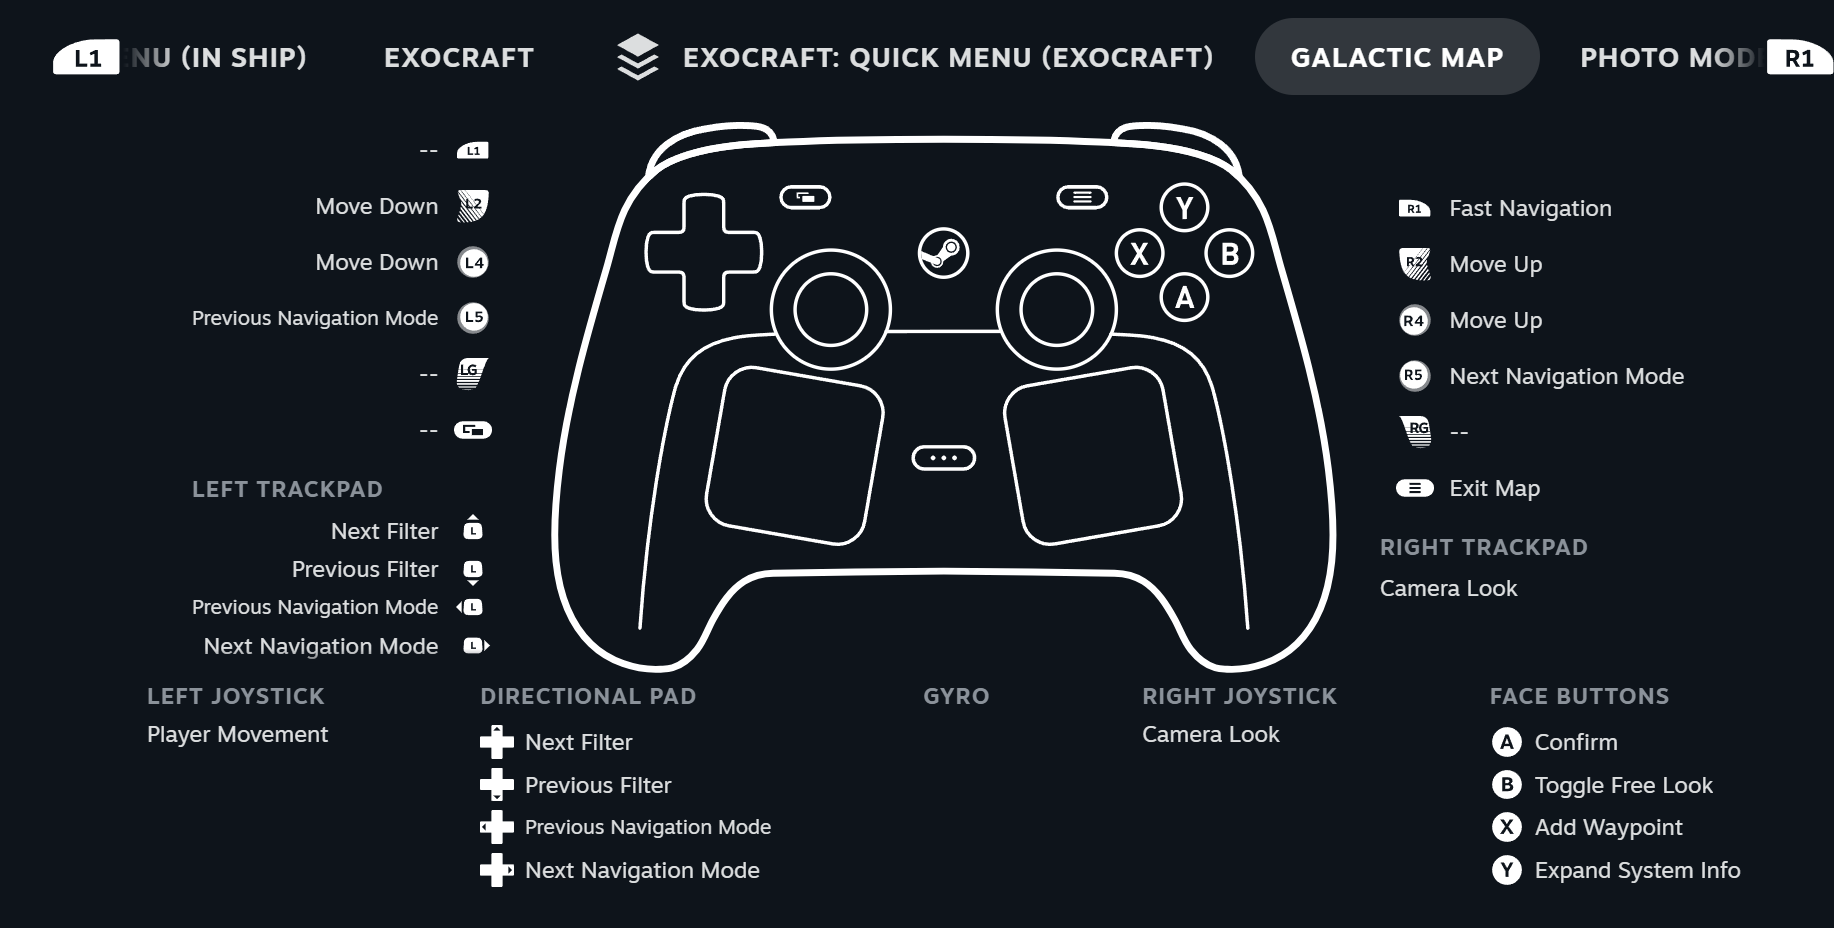 L1
NU (IN SHIP)
EXOCRAFT
EXOCRAFT: QUICK MENU (EXOCRAFT)
GALACTIC MAP
PHOTO MOD
R1
-- L1
Move Down L2
Move Down L4
Previous Navigation Mode L5
-- LG
--
LEFT TRACKPAD
Next Filter L
Previous Filter L
Previous Navigation Mode L
Next Navigation Mode L
Y
X
B
A
R1 Fast Navigation
R2 Move Up
R4 Move Up
R5 Next Navigation Mode
RG --
Exit Map
RIGHT TRACKPAD
Camera Look
LEFT JOYSTICK
Player Movement
DIRECTIONAL PAD
Next Filter
Previous Filter
Previous Navigation Mode
Next Navigation Mode
GYRO
RIGHT JOYSTICK
Camera Look
FACE BUTTONS
A Confirm
B Toggle Free Look
X Add Waypoint
Y Expand System Info